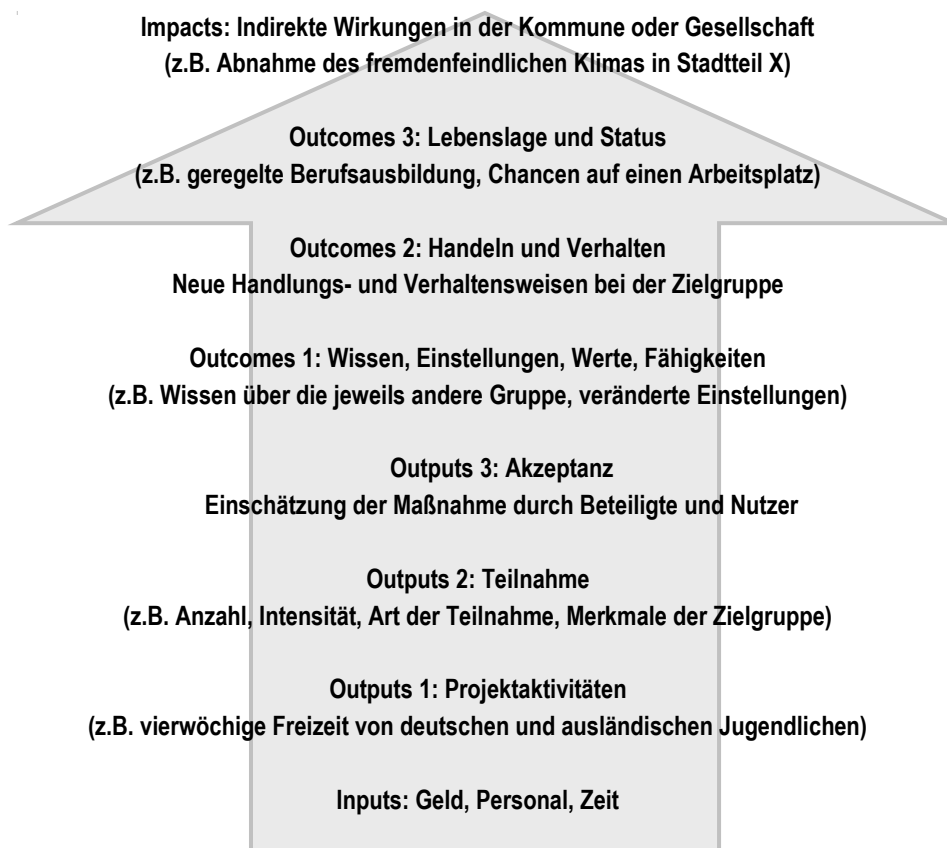 Impacts: Indirekte Wirkungen in der Kommune oder Gesellschaft
(z.B. Abnahme des fremdenfeindlichen Klimas in Stadtteil X)
Outcomes 3: Lebenslage und Status
(z.B. geregelte Berufsausbildung, Chancen auf einen Arbeitsplatz)
Outcomes 2: Handeln und Verhalten
Neue Handlungs- und Verhaltensweisen bei der Zielgruppe
Outcomes 1: Wissen, Einstellungen, Werte, Fähigkeiten
(z.B. Wissen über die jeweils andere Gruppe, veränderte Einstellungen)
Outputs 3: Akzeptanz
Einschätzung der Maßnahme durch Beteiligte und Nutzer
Outputs 2: Teilnahme
(z.B. Anzahl, Intensität, Art der Teilnahme, Merkmale der Zielgruppe)
Outputs 1: Projektaktivitäten
(z.B. vierwöchige Freizeit von deutschen und ausländischen Jugendlichen)
Inputs: Geld, Personal, Zeit